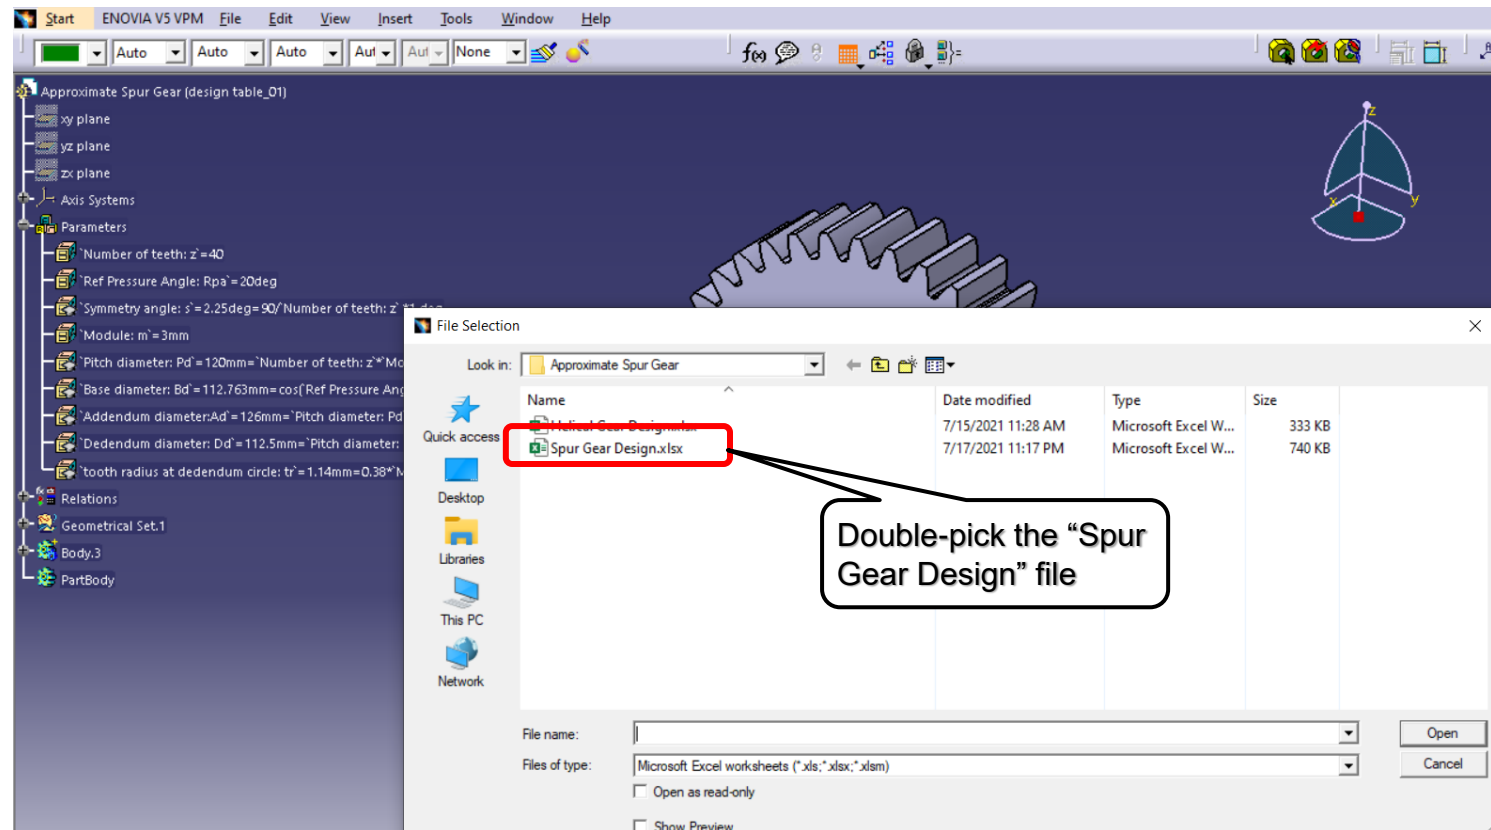 Start ENOVIA V5 VPM File Edit View Insert Tools Window Help
Auto Auto Auto Aut Aut None
Approximate Spur Gear (design table_01)
xy plane
yz plane
zx plane
Axis Systems
Parameters
`Number of teeth: z`=40
`Ref Pressure Angle: Rpa`=20deg
`Symmetry angle: s`=2.25deg=90/`Number of teeth: z`*1
`Module: m`=3mm
`Pitch diameter: Pd`=120mm=`Number of teeth: z`*`Mo
`Base diameter: Bd`=112.763mm=cos(`Ref Pressure Ang
`Addendum diameter:Ad`=126mm=`Pitch diameter: Pd
`Dedendum diameter: Dd`=112.5mm=`Pitch diameter:
`tooth radius at dedendum circle: tr`=1.14mm=0.38*`M
Relations
Geometrical Set.1
Body.3
PartBody
z
x
y
File Selection
Look in: Approximate Spur Gear
Name Date modified Type Size
Helical Gear Design.xlsx 7/15/2021 11:28 AM Microsoft Excel W... 333 KB
Spur Gear Design.xlsx 7/17/2021 11:17 PM Microsoft Excel W... 740 KB
Quick access
Desktop
Libraries
This PC
Network
Double-pick the “Spur
Gear Design” file
File name: Open
Files of type: Microsoft Excel worksheets (*.xls;*.xlsx;*.xlsm) Cancel
Open as read-only
Show Preview